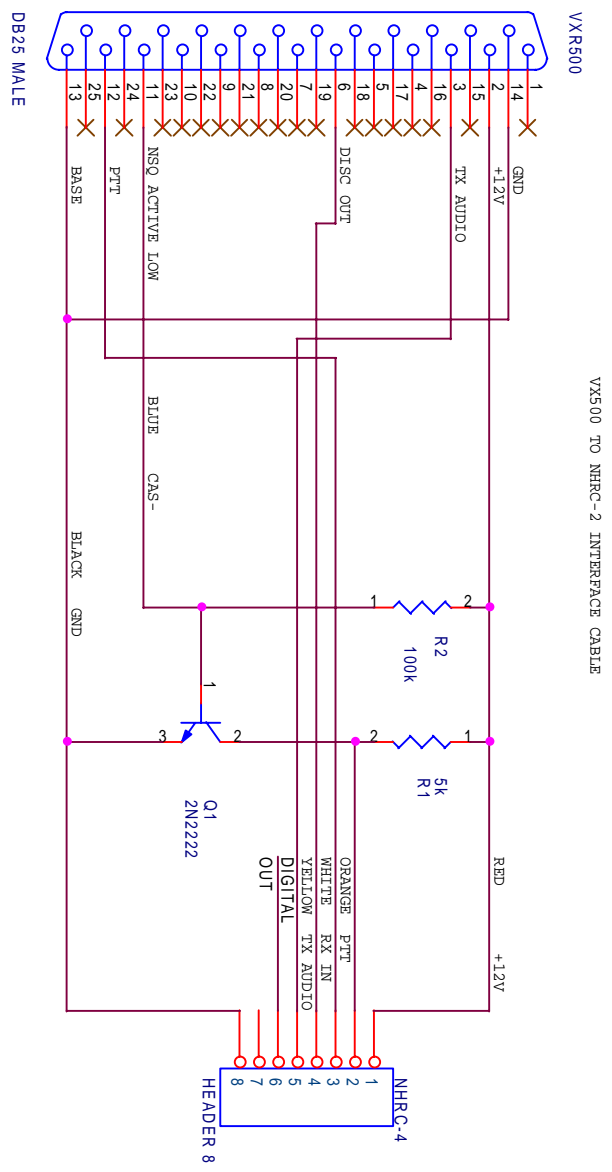 VX500 TO NHRC-2 INTERFACE CABLE
VXR500
1
14 GND
2 +12V
15
3 TX AUDIO
16
4
17
5
18
6 DISC OUT
19
7
20
8
21
9
22
10
23
11 NSQ ACTIVE LOW
24
12 PTT
25
13 BASE
DB25 MALE
BLUE CAS-
BLACK GND
1 2
R2
100k
2 1
5k
R1
1
3 2
Q1
2N2222
RED +12V
ORANGE PTT
WHITE RX IN
YELLOW TX AUDIO
DIGITAL
OUT
NHRC-4
1
2
3
4
5
6
7
8
HEADER 8